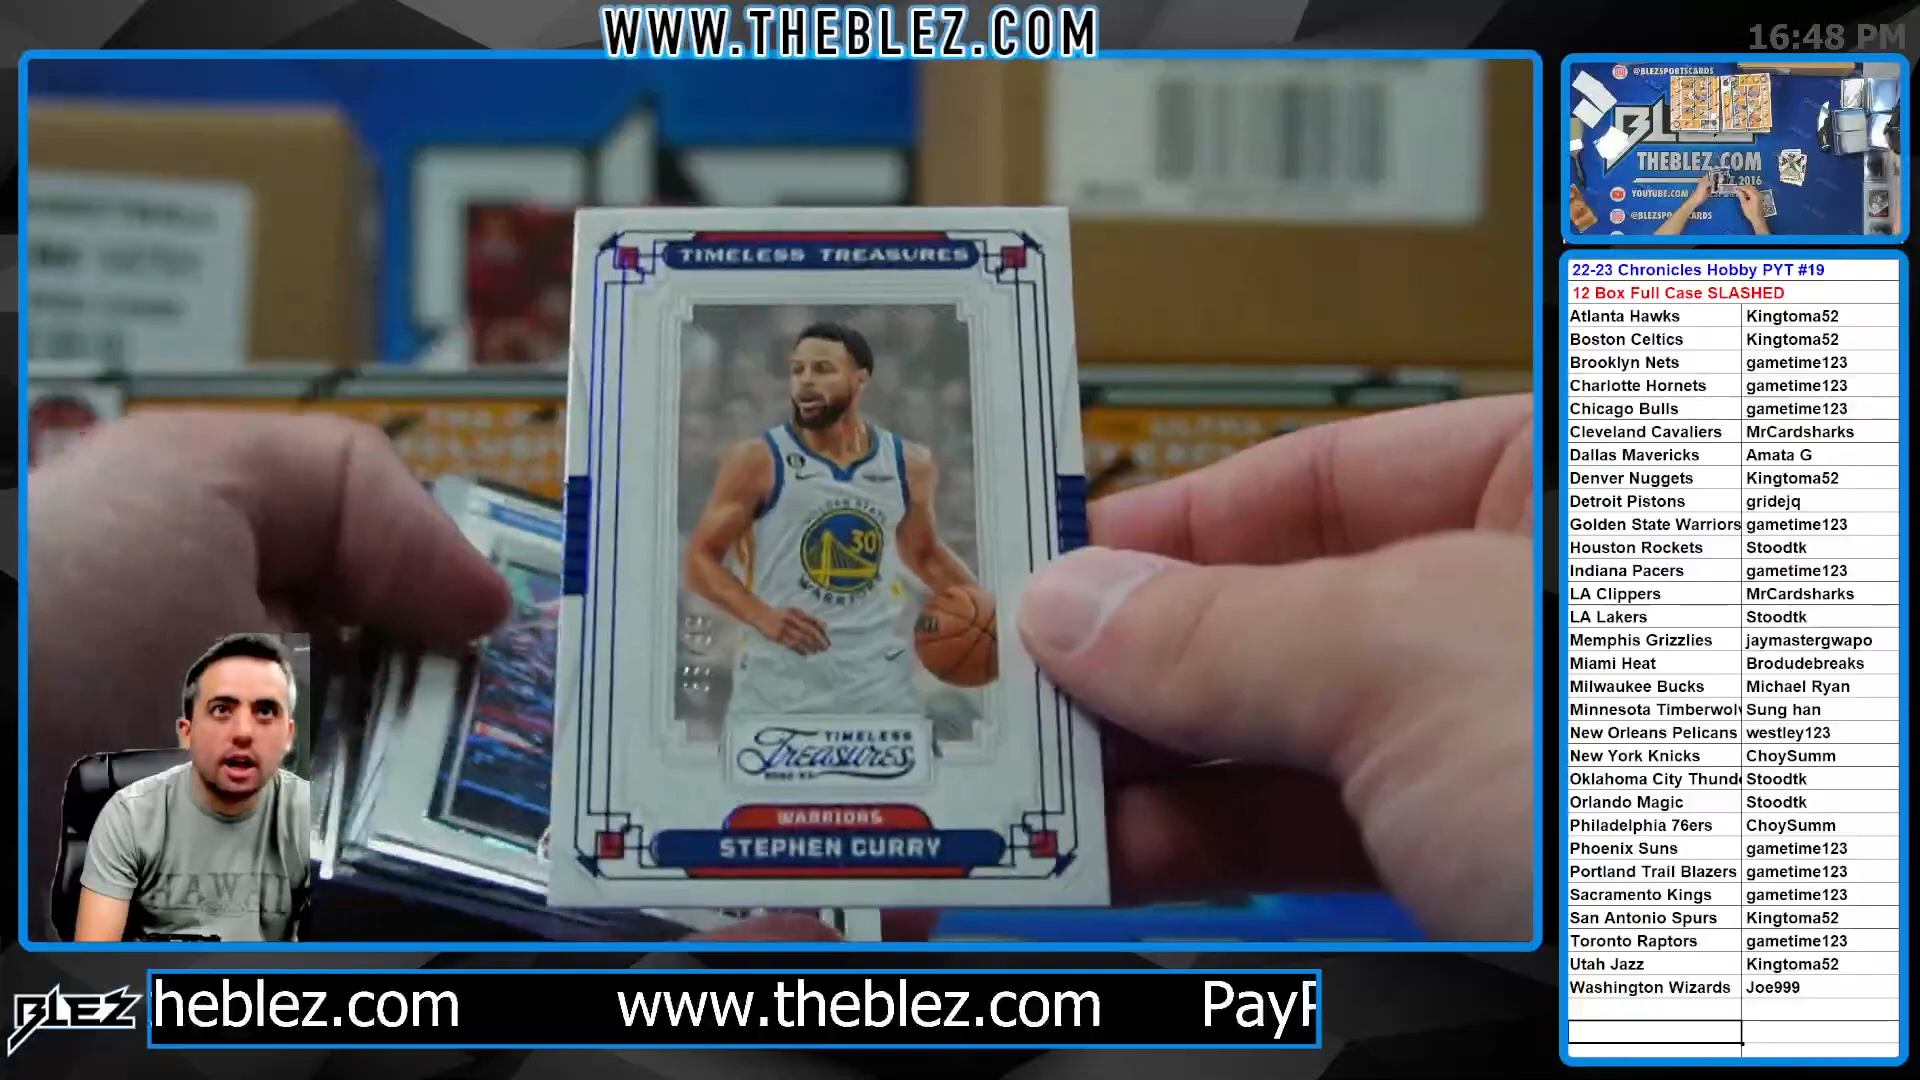 WWW.THEBLEZ.COM
16:48 PM
TIMELESS TREASURES
30
WARRIORS
TIMELESS
Treasures
WARRIORS
STEPHEN CURRY
@BLEZSPORTSCARDS
THEBLEZ.COM
2016
YOUTUBE.COM
22-23 Chronicles Hobby PYT #19
12 Box Full Case SLASHED
Atlanta Hawks Kingtoma52
Boston Celtics Kingtoma52
Brooklyn Nets gametime123
Charlotte Hornets gametime123
Chicago Bulls gametime123
Cleveland Cavaliers MrCardsharks
Dallas Mavericks Amata G
Denver Nuggets Kingtoma52
Detroit Pistons gridejq
Golden State Warriors gametime123
Houston Rockets Stoodtk
Indiana Pacers gametime123
LA Clippers MrCardsharks
LA Lakers Stoodtk
Memphis Grizzlies jaymastergwapo
Miami Heat Brodudebreaks
Milwaukee Bucks Michael Ryan
Minnesota Timberwolv Sung han
New Orleans Pelicans westley123
New York Knicks ChoySumm
Oklahoma City Thund Stoodtk
Orlando Magic Stoodtk
Philadelphia 76ers ChoySumm
Phoenix Suns gametime123
Portland Trail Blazers gametime123
Sacramento Kings gametime123
San Antonio Spurs Kingtoma52
Toronto Raptors gametime123
Utah Jazz Kingtoma52
Washington Wizards Joe999
BLEZ
heblez.com www.theblez.com PayP